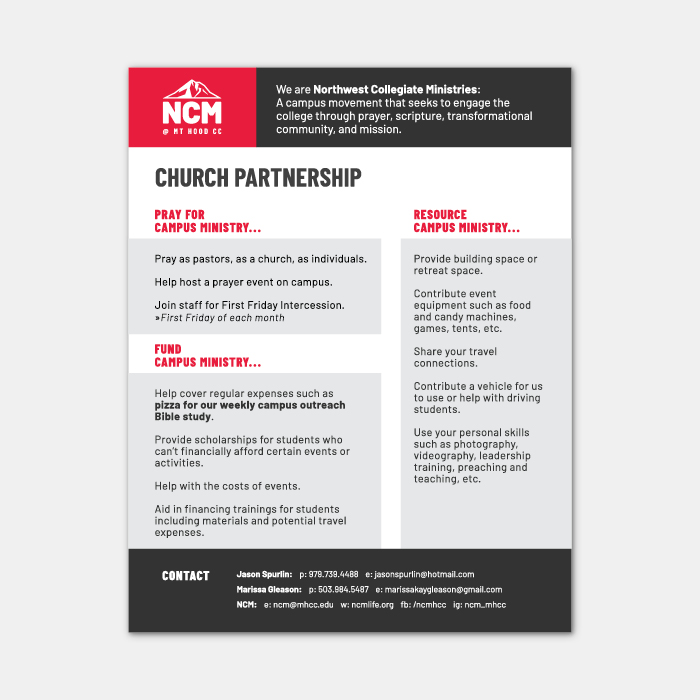 NCM
@ MT HOOD CC
We are Northwest Collegiate Ministries:
A campus movement that seeks to engage the
college through prayer, scripture, transformational
community, and mission.
CHURCH PARTNERSHIP
PRAY FOR
CAMPUS MINISTRY...
Pray as pastors, as a church, as individuals.
Help host a prayer event on campus.
Join staff for First Friday Intercession.
»First Friday of each month
FUND
CAMPUS MINISTRY...
Help cover regular expenses such as
pizza for our weekly campus outreach
Bible study.
Provide scholarships for students who
can't financially afford certain events or
activities.
Help with the costs of events.
Aid in financing trainings for students
including materials and potential travel
expenses.
RESOURCE
CAMPUS MINISTRY...
Provide building space or
retreat space.
Contribute event
equipment such as food
and candy machines,
games, tents, etc.
Share your travel
connections.
Contribute a vehicle for us
to use or help with driving
students.
Use your personal skills
such as photography,
videography, leadership
training, preaching and
teaching, etc.
CONTACT
Jason Spurlin: p: 979.739.4488 e: jasonspurlin@hotmail.com
Marissa Gleason: p: 503.984.5487 e: marissakaygleason@gmail.com
NCM: e: ncm@mhcc.edu w: ncmlife.org fb: /ncmhcc ig: ncm_mhcc